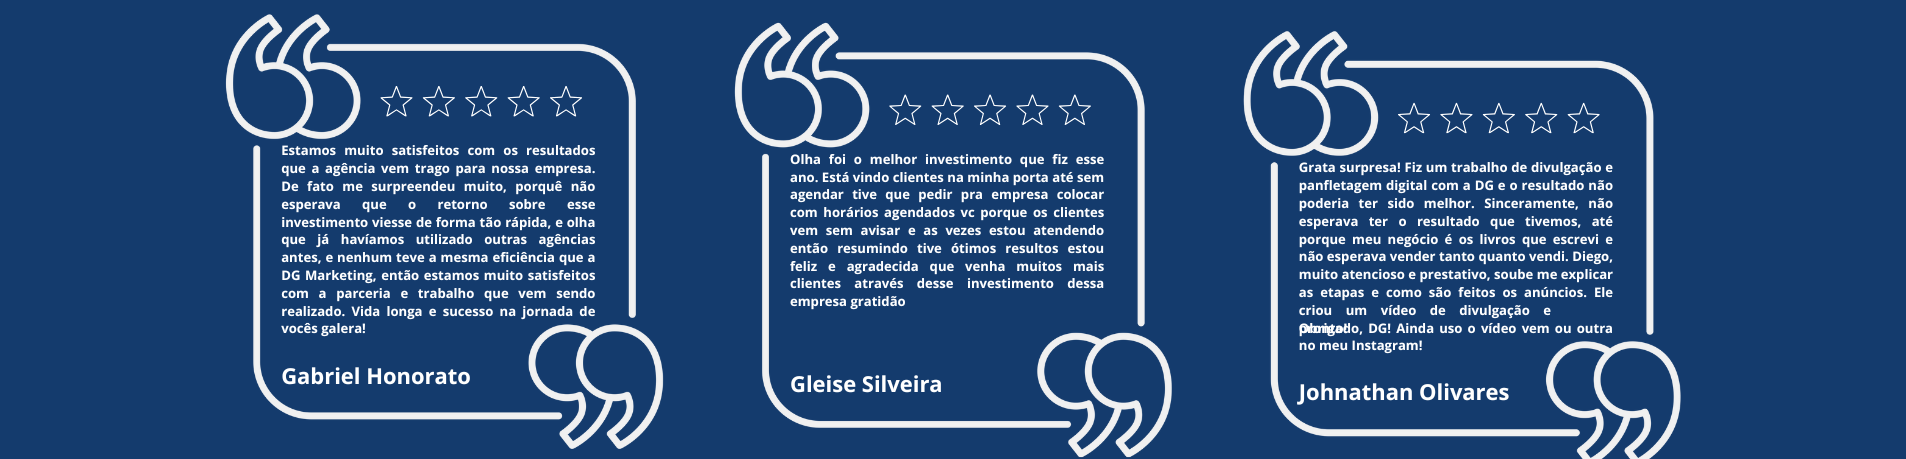 Estamos muito satisfeitos com os resultados
que a agência vem trago para nossa empresa.
De fato me surpreendeu muito, porquê não
esperava que o retorno sobre esse
investimento viesse de forma tão rápida, e olha
que já havíamos utilizado outras agências
antes, e nenhum teve a mesma eficiência que a
DG Marketing, então estamos muito satisfeitos
com a parceria e trabalho que vem sendo
realizado. Vida longa e sucesso na jornada de
vocês galera!
Gabriel Honorato
Olha foi o melhor investimento que fiz esse
ano. Está vindo clientes na minha porta até sem
agendar tive que pedir pra empresa colocar
com horários agendados vc porque os clientes
vem sem avisar e as vezes estou atendendo
então resumindo tive ótimos resultos estou
feliz e agradecida que venha muitos mais
clientes através desse investimento dessa
empresa gratidão
Gleise Silveira
Grata surpresa! Fiz um trabalho de divulgação e
panfletagem digital com a DG e o resultado não
poderia ter sido melhor. Sinceramente, não
esperava ter o resultado que tivemos, até
porque meu negócio é os livros que escrevi e
não esperava vender tanto quanto vendi. Diego,
muito atencioso e prestativo, soube me explicar
as etapas e como são feitos os anúncios. Ele
criou um vídeo de divulgação e
DG! Ainda uso o vídeo vem ou outra
no meu Instagram!
Johnathan Olivares